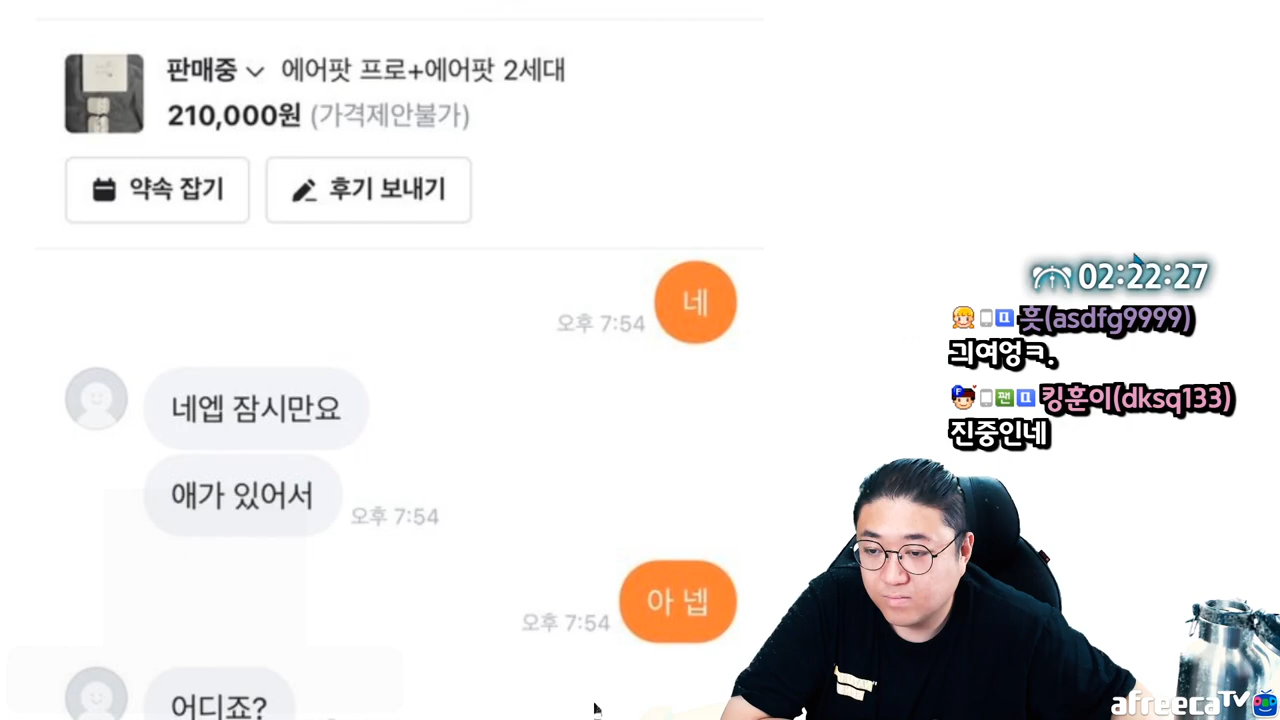 판매중 에어팟 프로+에어팟 2세대
210,000원 (가격제안불가)
약속 잡기 후기 보내기
네
오후 7:54
네엡 잠시만요
애가 있어서
오후 7:54
아 넵
오후 7:54
어디죠?
02:22:27
흣(asdfg9999)
긔여엉ㅋ.
팬 킹훈이(dksq133)
진중인네
afreecaTV